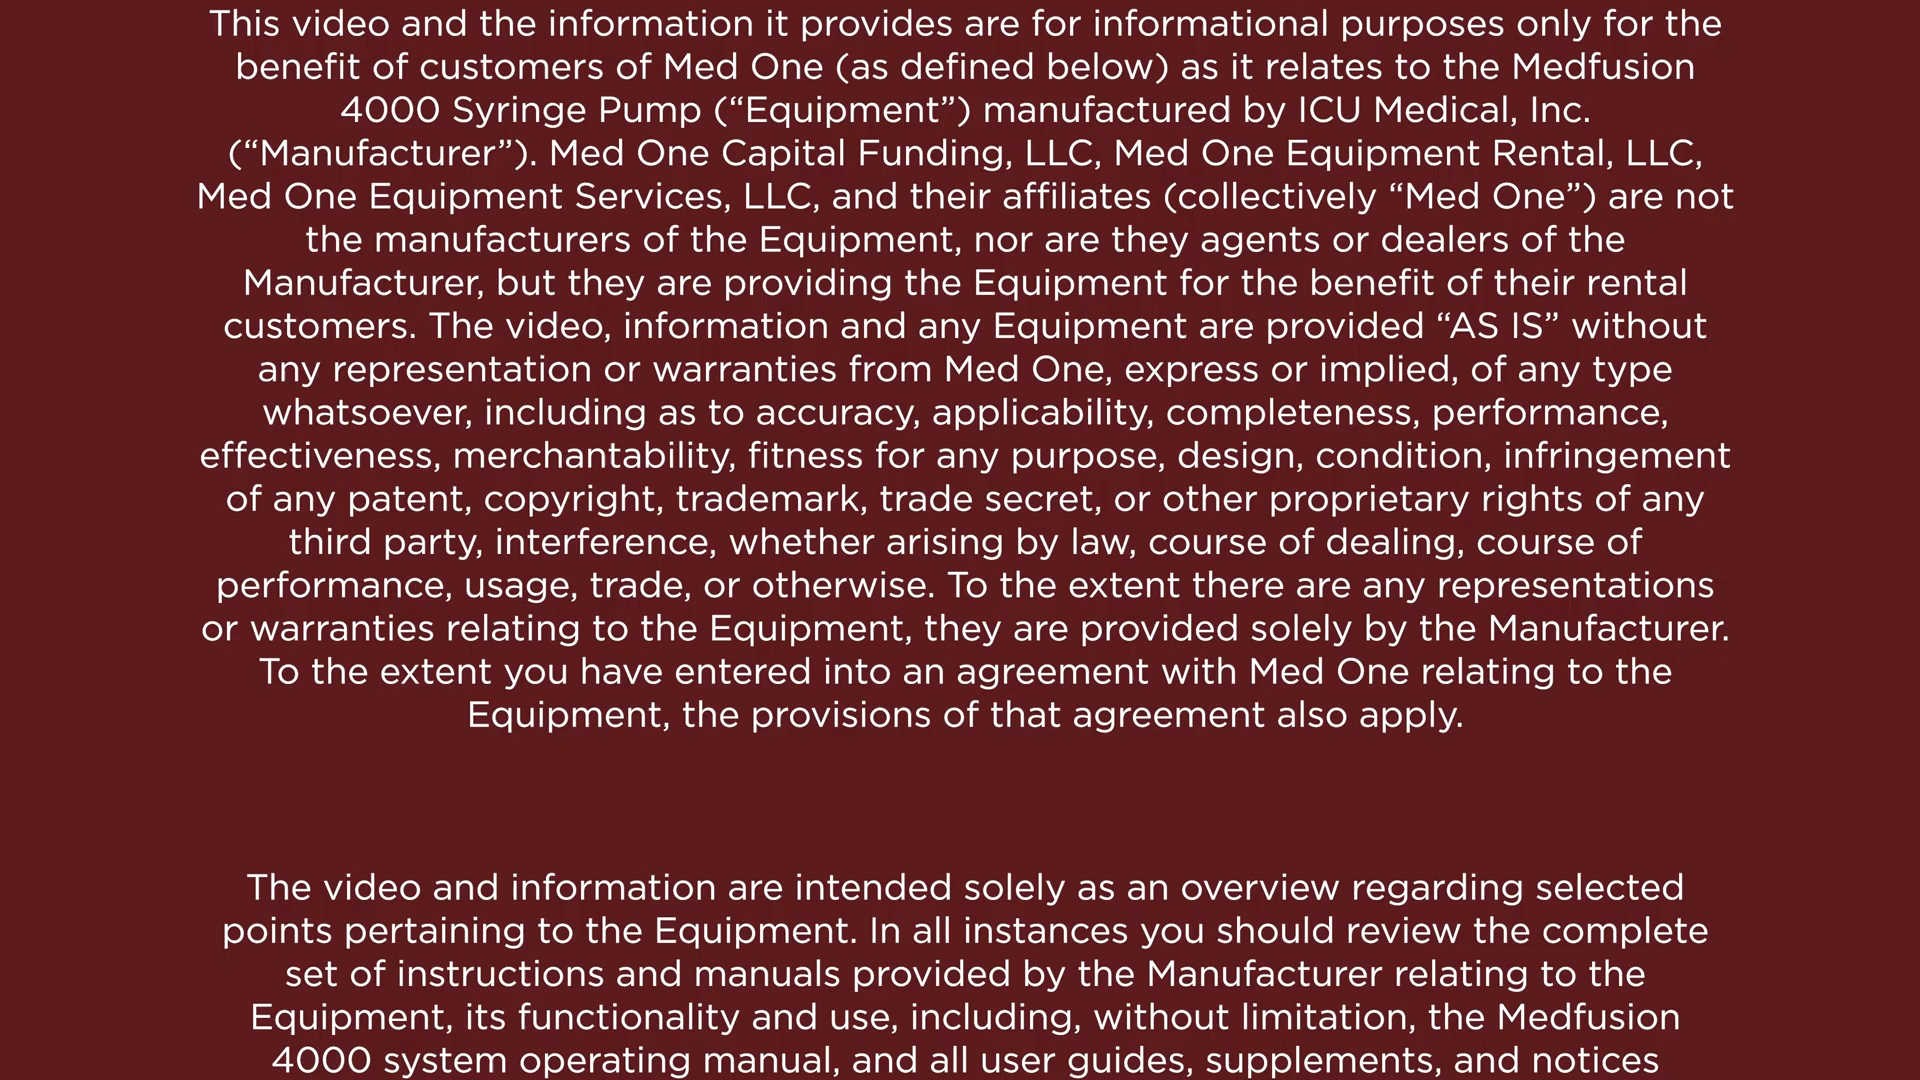 This video and the information it provides are for informational purposes only for the
benefit of customers of Med One (as defined below) as it relates to the Medfusion
4000 Syringe Pump (“Equipment”) manufactured by ICU Medical, Inc.
(“Manufacturer”). Med One Capital Funding, LLC, Med One Equipment Rental, LLC,
Med One Equipment Services, LLC, and their affiliates (collectively “Med One”) are not
the manufacturers of the Equipment, nor are they agents or dealers of the
Manufacturer, but they are providing the Equipment for the benefit of their rental
customers. The video, information and any Equipment are provided “AS IS” without
any representation or warranties from Med One, express or implied, of any type
whatsoever, including as to accuracy, applicability, completeness, performance,
effectiveness, merchantability, fitness for any purpose, design, condition, infringement
of any patent, copyright, trademark, trade secret, or other proprietary rights of any
third party, interference, whether arising by law, course of dealing, course of
performance, usage, trade, or otherwise. To the extent there are any representations
or warranties relating to the Equipment, they are provided solely by the Manufacturer.
To the extent you have entered into an agreement with Med One relating to the
Equipment, the provisions of that agreement also apply.
The video and information are intended solely as an overview regarding selected
points pertaining to the Equipment. In all instances you should review the complete
set of instructions and manuals provided by the Manufacturer relating to the
Equipment, its functionality and use, including, without limitation, the Medfusion
4000 system operating manual, and all user guides, supplements, and notices